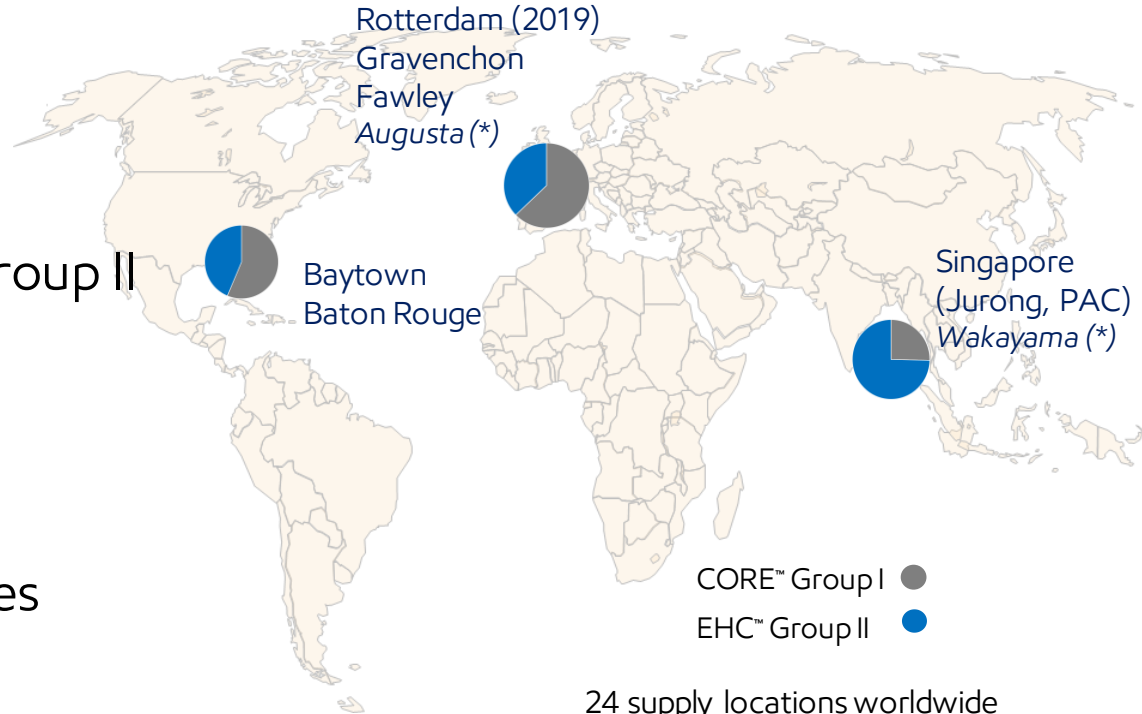 Rotterdam (2019)
Gravenchon
Fawley
Augusta (*)
roup II
Baytown
Baton Rouge
Singapore
(Jurong, PAC)
Wakayama (*)
es
CORE™ Group I
EHC™ Group II
24 supply locations worldwide